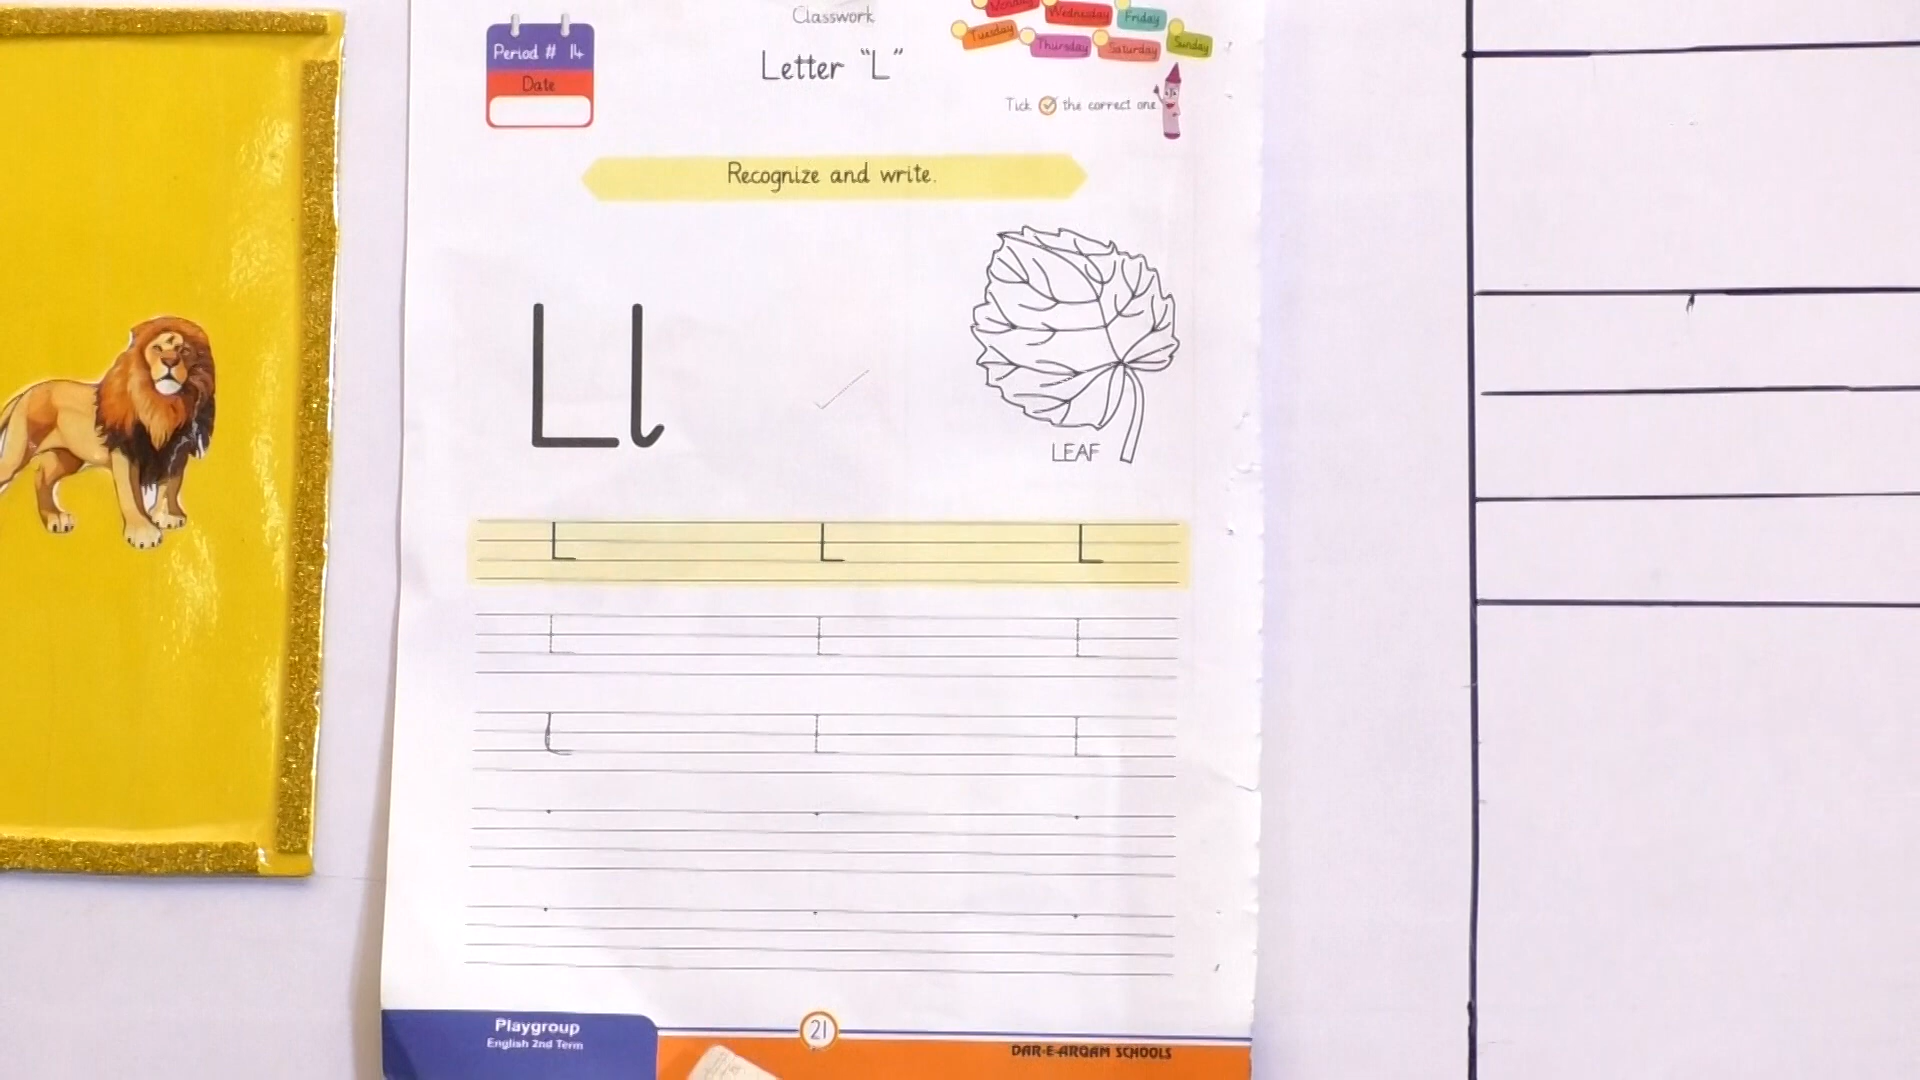 Classwork
Period # 14
Date
Letter "L"
Monday Wednesday Friday
Tuesday Thursday Saturday Sunday
Tick the correct one
Recognize and write.
Ll
LEAF
L L L
L L L
L L L
Playgroup
English 2nd Term
21
DAR-E-ARQAM SCHOOLS